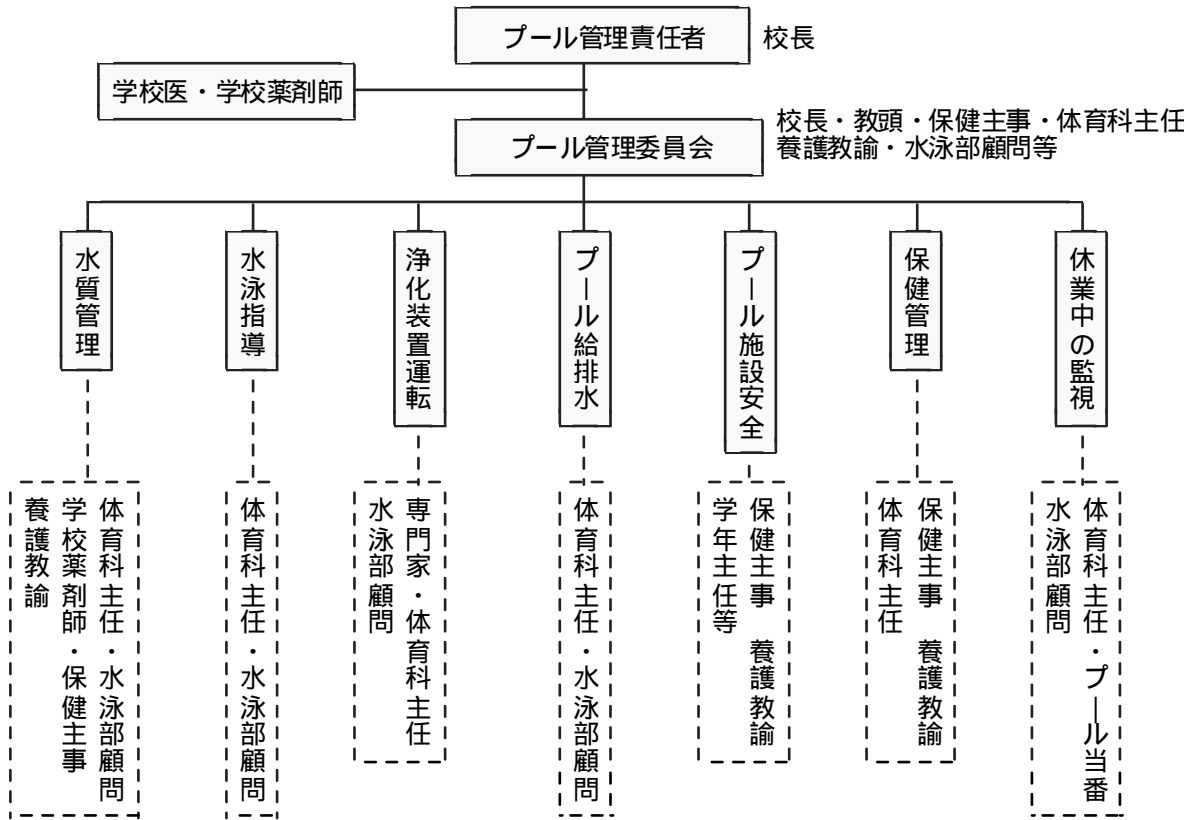 プール管理責任者
校長
学校医・学校薬剤師
プール管理委員会
校長・教頭・保健主事・体育科主任
養護教諭・水泳部顧問等
水質管理
水泳指導
浄化装置運転
プール給排水
プール施設安全
保健管理
休業中の監視
体育科主任・水泳部顧問
学校薬剤師・保健主事
養護教諭
体育科主任・水泳部顧問
専門家・体育科主任
水泳部顧問
体育科主任・水泳部顧問
保健主事 養護教諭
学年主任等
保健主事 養護教諭
体育科主任
体育科主任・プール当番
水泳部顧問